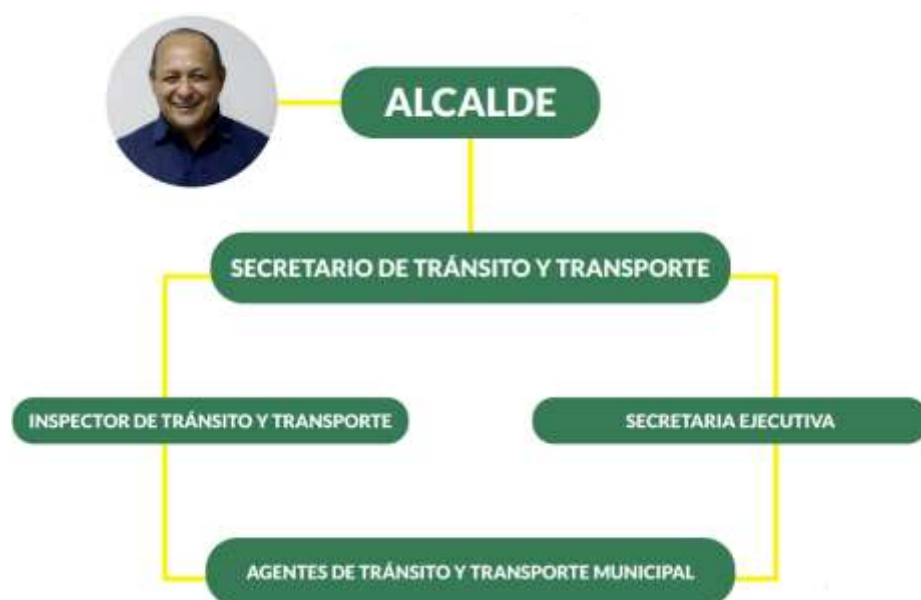 ALCALDE
SECRETARIO DE TRÁNSITO Y TRANSPORTE
INSPECTOR DE TRÁNSITO Y TRANSPORTE
SECRETARIA EJECUTIVA
AGENTES DE TRÁNSITO Y TRANSPORTE MUNICIPAL